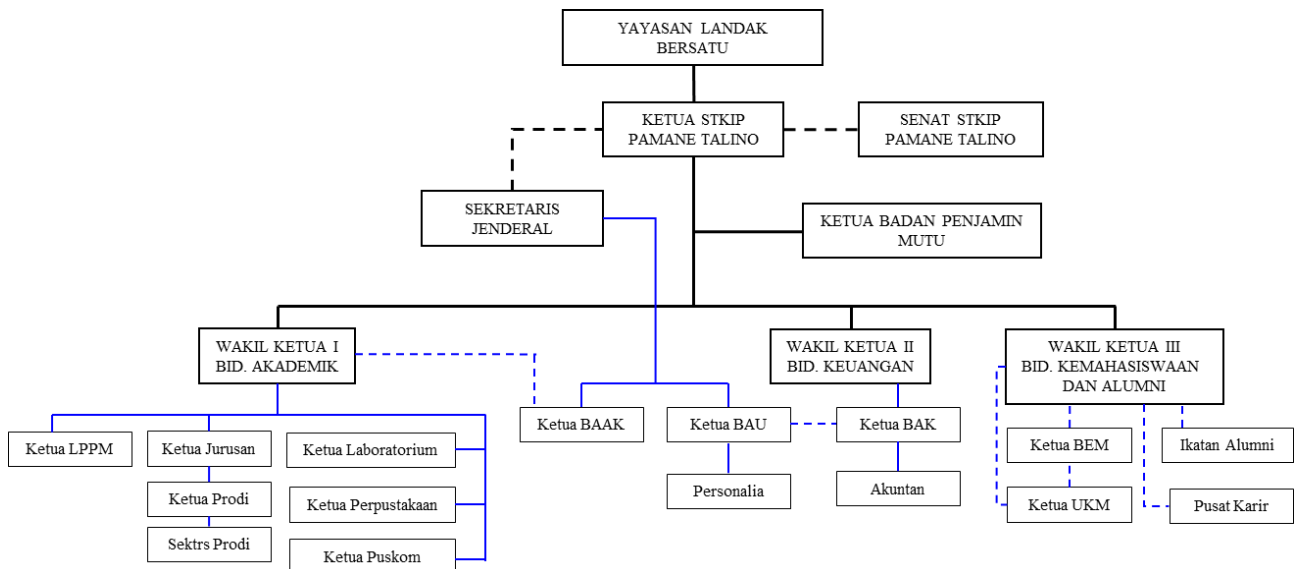 YAYASAN LANDAK
BERSATU
KETUA STKIP
PAMANE TALINO
SENAT STKIP
PAMANE TALINO
SEKRETARIS
JENDERAL
KETUA BADAN PENJAMIN
MUTU
WAKIL KETUA I
BID. AKADEMIK
WAKIL KETUA II
BID. KEUANGAN
WAKIL KETUA III
BID. KEMAHASISWAAN
DAN ALUMNI
Ketua LPPM
Ketua Jurusan
Ketua Laboratorium
Ketua BAAK
Ketua BAU
Ketua BAK
Ketua BEM
Ikatan Alumni
Ketua Prodi
Ketua Perpustakaan
Personalia
Akuntan
Ketua UKM
Pusat Karir
Sektrs Prodi
Ketua Puskom